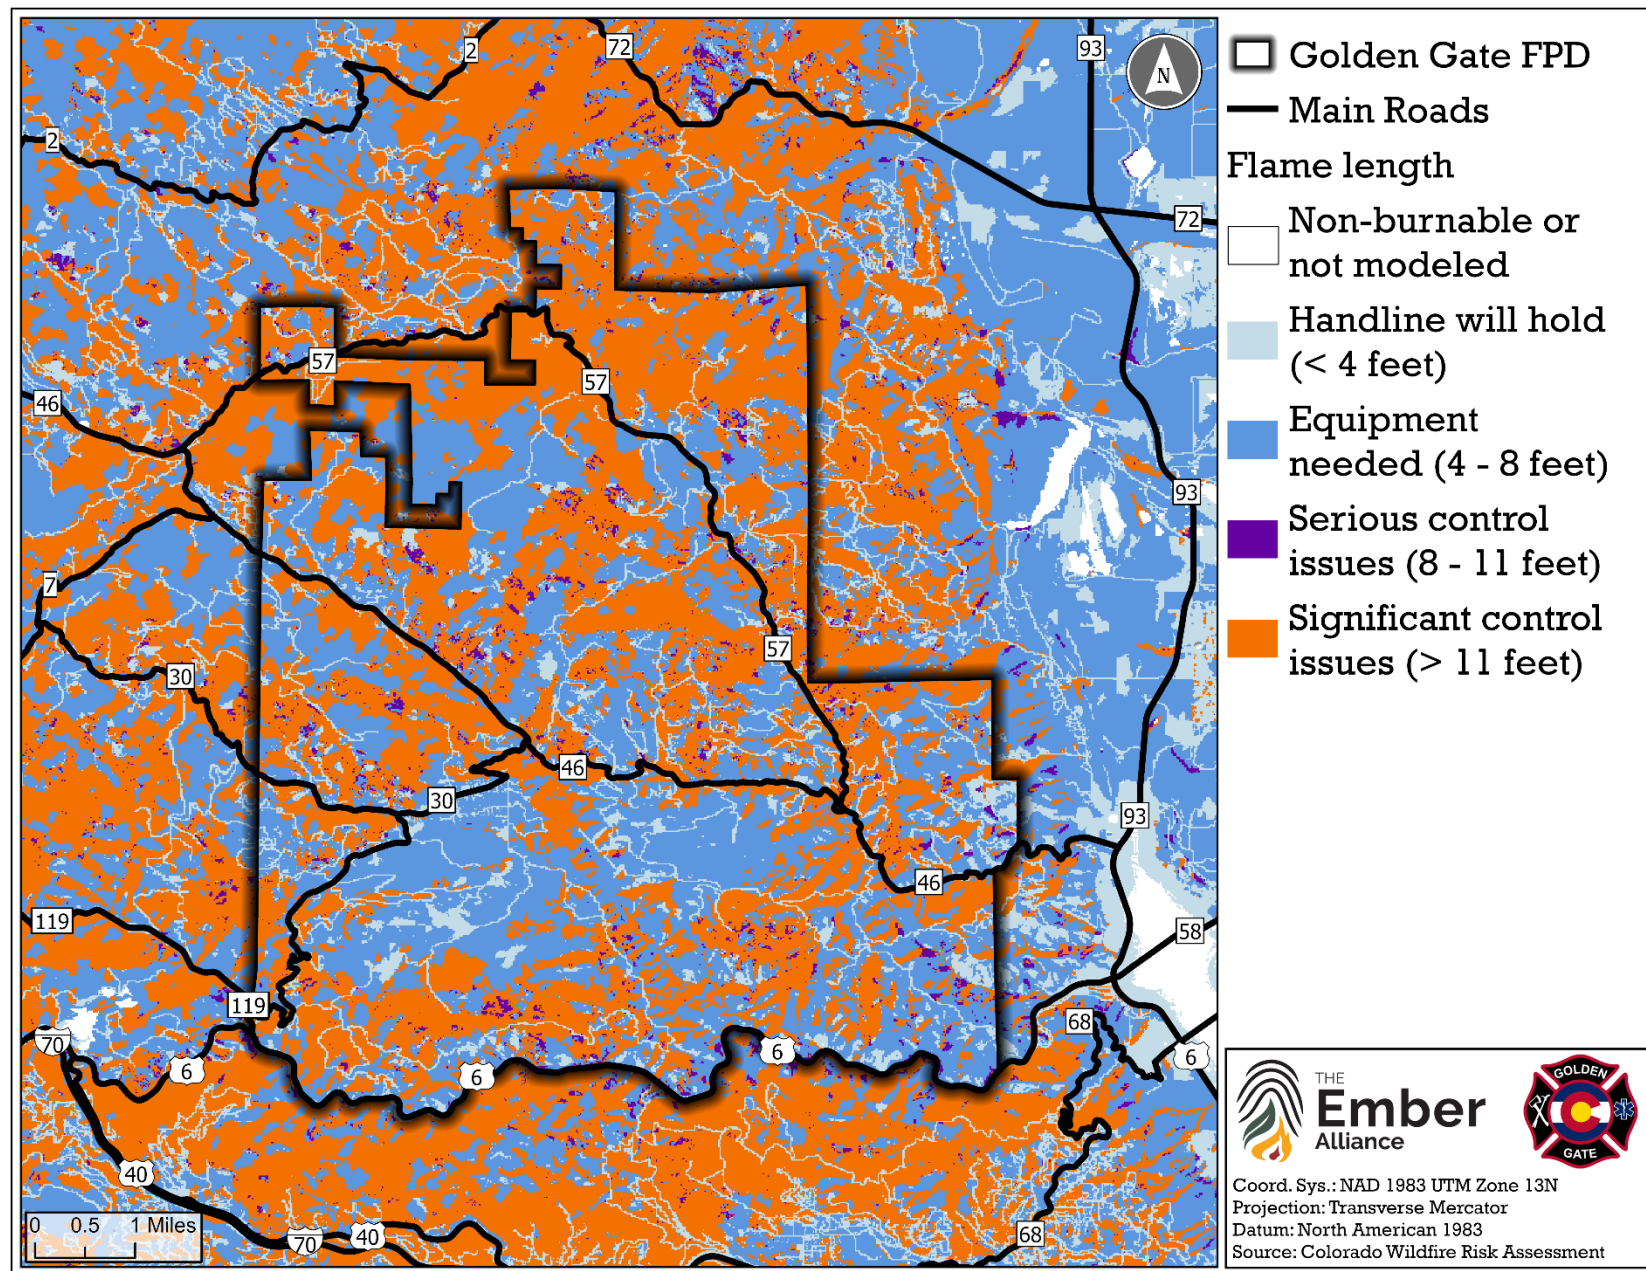 2
72
93
N
2
72
57
57
46
93
7
57
30
46
30
93
46
119
58
119
68
70
6
6
6
6
40
68
70
40
0 0.5 1 Miles
Golden Gate FPD
Main Roads
Flame length
Non-burnable or
not modeled
Handline will hold
(< 4 feet)
Equipment
needed (4 - 8 feet)
Serious control
issues (8 - 11 feet)
Significant control
issues (> 11 feet)
THE
Ember
Alliance
GOLDEN
GATE
Coord. Sys.: NAD 1983 UTM Zone 13N
Projection: Transverse Mercator
Datum: North American 1983
Source: Colorado Wildfire Risk Assessment